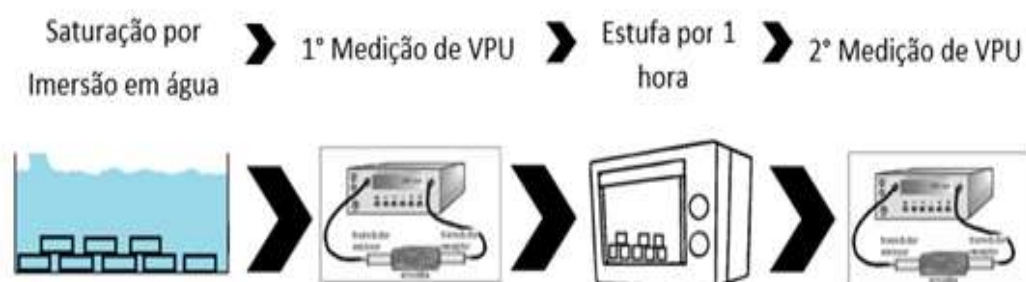 Saturação por
Imersão em água
1° Medição de VPU
Estufa por 1
hora
2° Medição de VPU